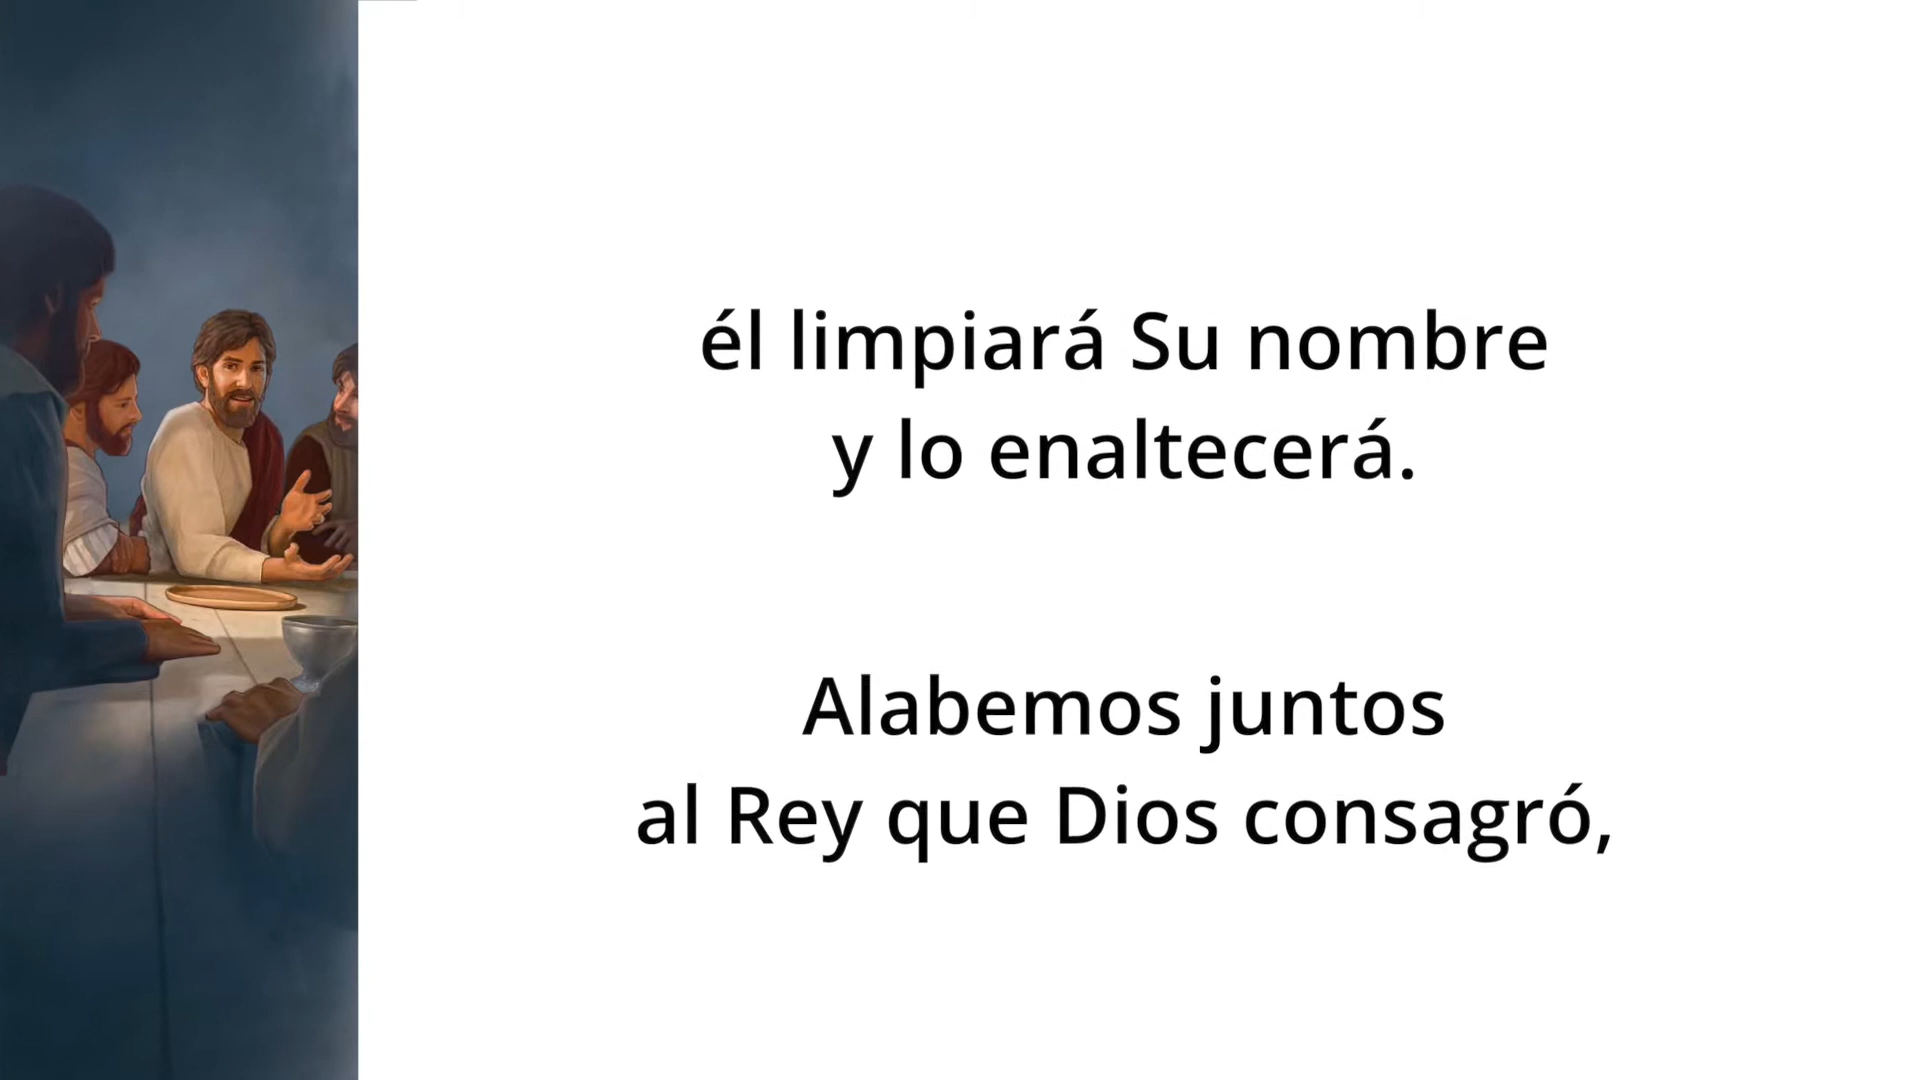 él limpiará Su nombre
y lo enaltecerá.
Alabemos juntos
al Rey que Dios consagró,